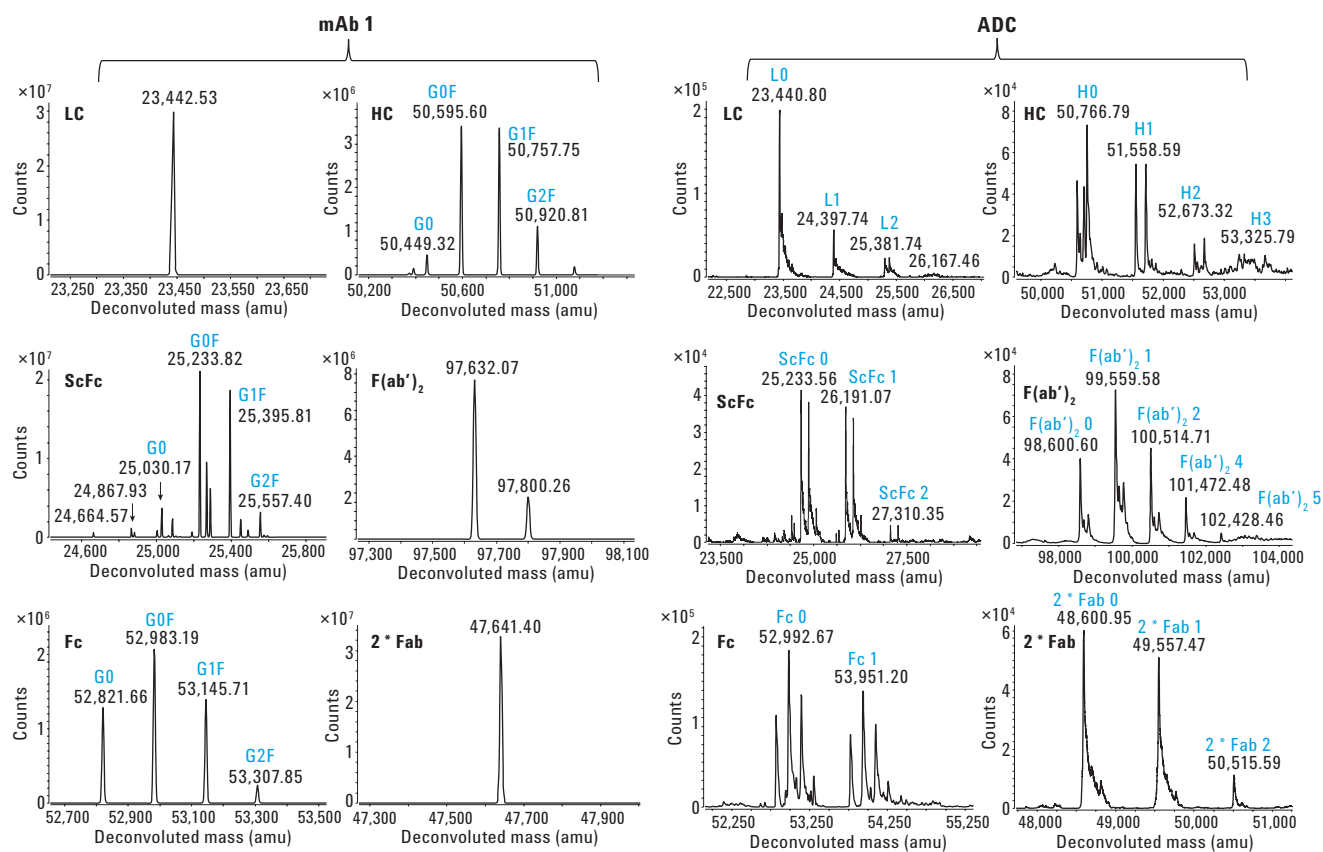 mAb 1
ADC
×10⁷
LC
23,442.53
3
2
1
0
Counts
23,250 23,350 23,450 23,550 23,650
Deconvoluted mass (amu)
×10⁶
HC
G0F
50,595.60
G1F
50,757.75
G2F
50,920.81
G0
50,449.32
3
2
1
0
Counts
50,200 50,600 51,000
Deconvoluted mass (amu)
×10⁵
LC
L0
23,440.80
L1
24,397.74
L2
25,381.74
26,167.46
2
1
0
Counts
22,500 23,500 24,500 25,500 26,500
Deconvoluted mass (amu)
×10⁴
HC
H0
50,766.79
H1
51,558.59
H2
52,673.32
H3
53,325.79
8
6
4
2
0
Counts
50,000 51,000 52,000 53,000
Deconvoluted mass (amu)
×10⁷
ScFc
G0F
25,233.82
G1F
25,395.81
G0
25,030.17
24,867.93
24,664.57
G2F
25,557.40
2
1
0
Counts
24,600 25,000 25,400 25,800
Deconvoluted mass (amu)
×10⁶
F(ab’)₂
97,632.07
97,800.26
8
6
4
2
Counts
97,300 97,500 97,700 97,900 98,100
Deconvoluted mass (amu)
×10⁴
ScFc
ScFc 0
25,233.56
ScFc 1
26,191.07
ScFc 2
27,310.35
5
4
3
2
1
0
Counts
23,500 25,000 27,500
Deconvoluted mass (amu)
×10⁴
F(ab’)₂
F(ab’)₂ 1
99,559.58
F(ab’)₂ 0
98,600.60
F(ab’)₂ 2
100,514.71
F(ab’)₂ 4
101,472.48
F(ab’)₂ 5
102,428.46
8
6
4
2
0
Counts
98,000 100,000 102,000 104,000
Deconvoluted mass (amu)
×10⁶
Fc
G0F
52,983.19
G0
52,821.66
G1F
53,145.71
G2F
53,307.85
2
1
0
Counts
52,700 52,900 53,100 53,300 53,500
Deconvoluted mass (amu)
×10⁷
2 * Fab
47,641.40
3
2
1
0
Counts
47,300 47,500 47,700 47,900
Deconvoluted mass (amu)
×10⁵
Fc
Fc 0
52,992.67
Fc 1
53,951.20
2
1
0
Counts
52,250 53,250 54,250 55,250
Deconvoluted mass (amu)
×10⁴
2 * Fab
2 * Fab 0
48,600.95
2 * Fab 1
49,557.47
2 * Fab 2
50,515.59
6
4
2
0
Counts
48,000 49,000 50,000 51,000
Deconvoluted mass (amu)